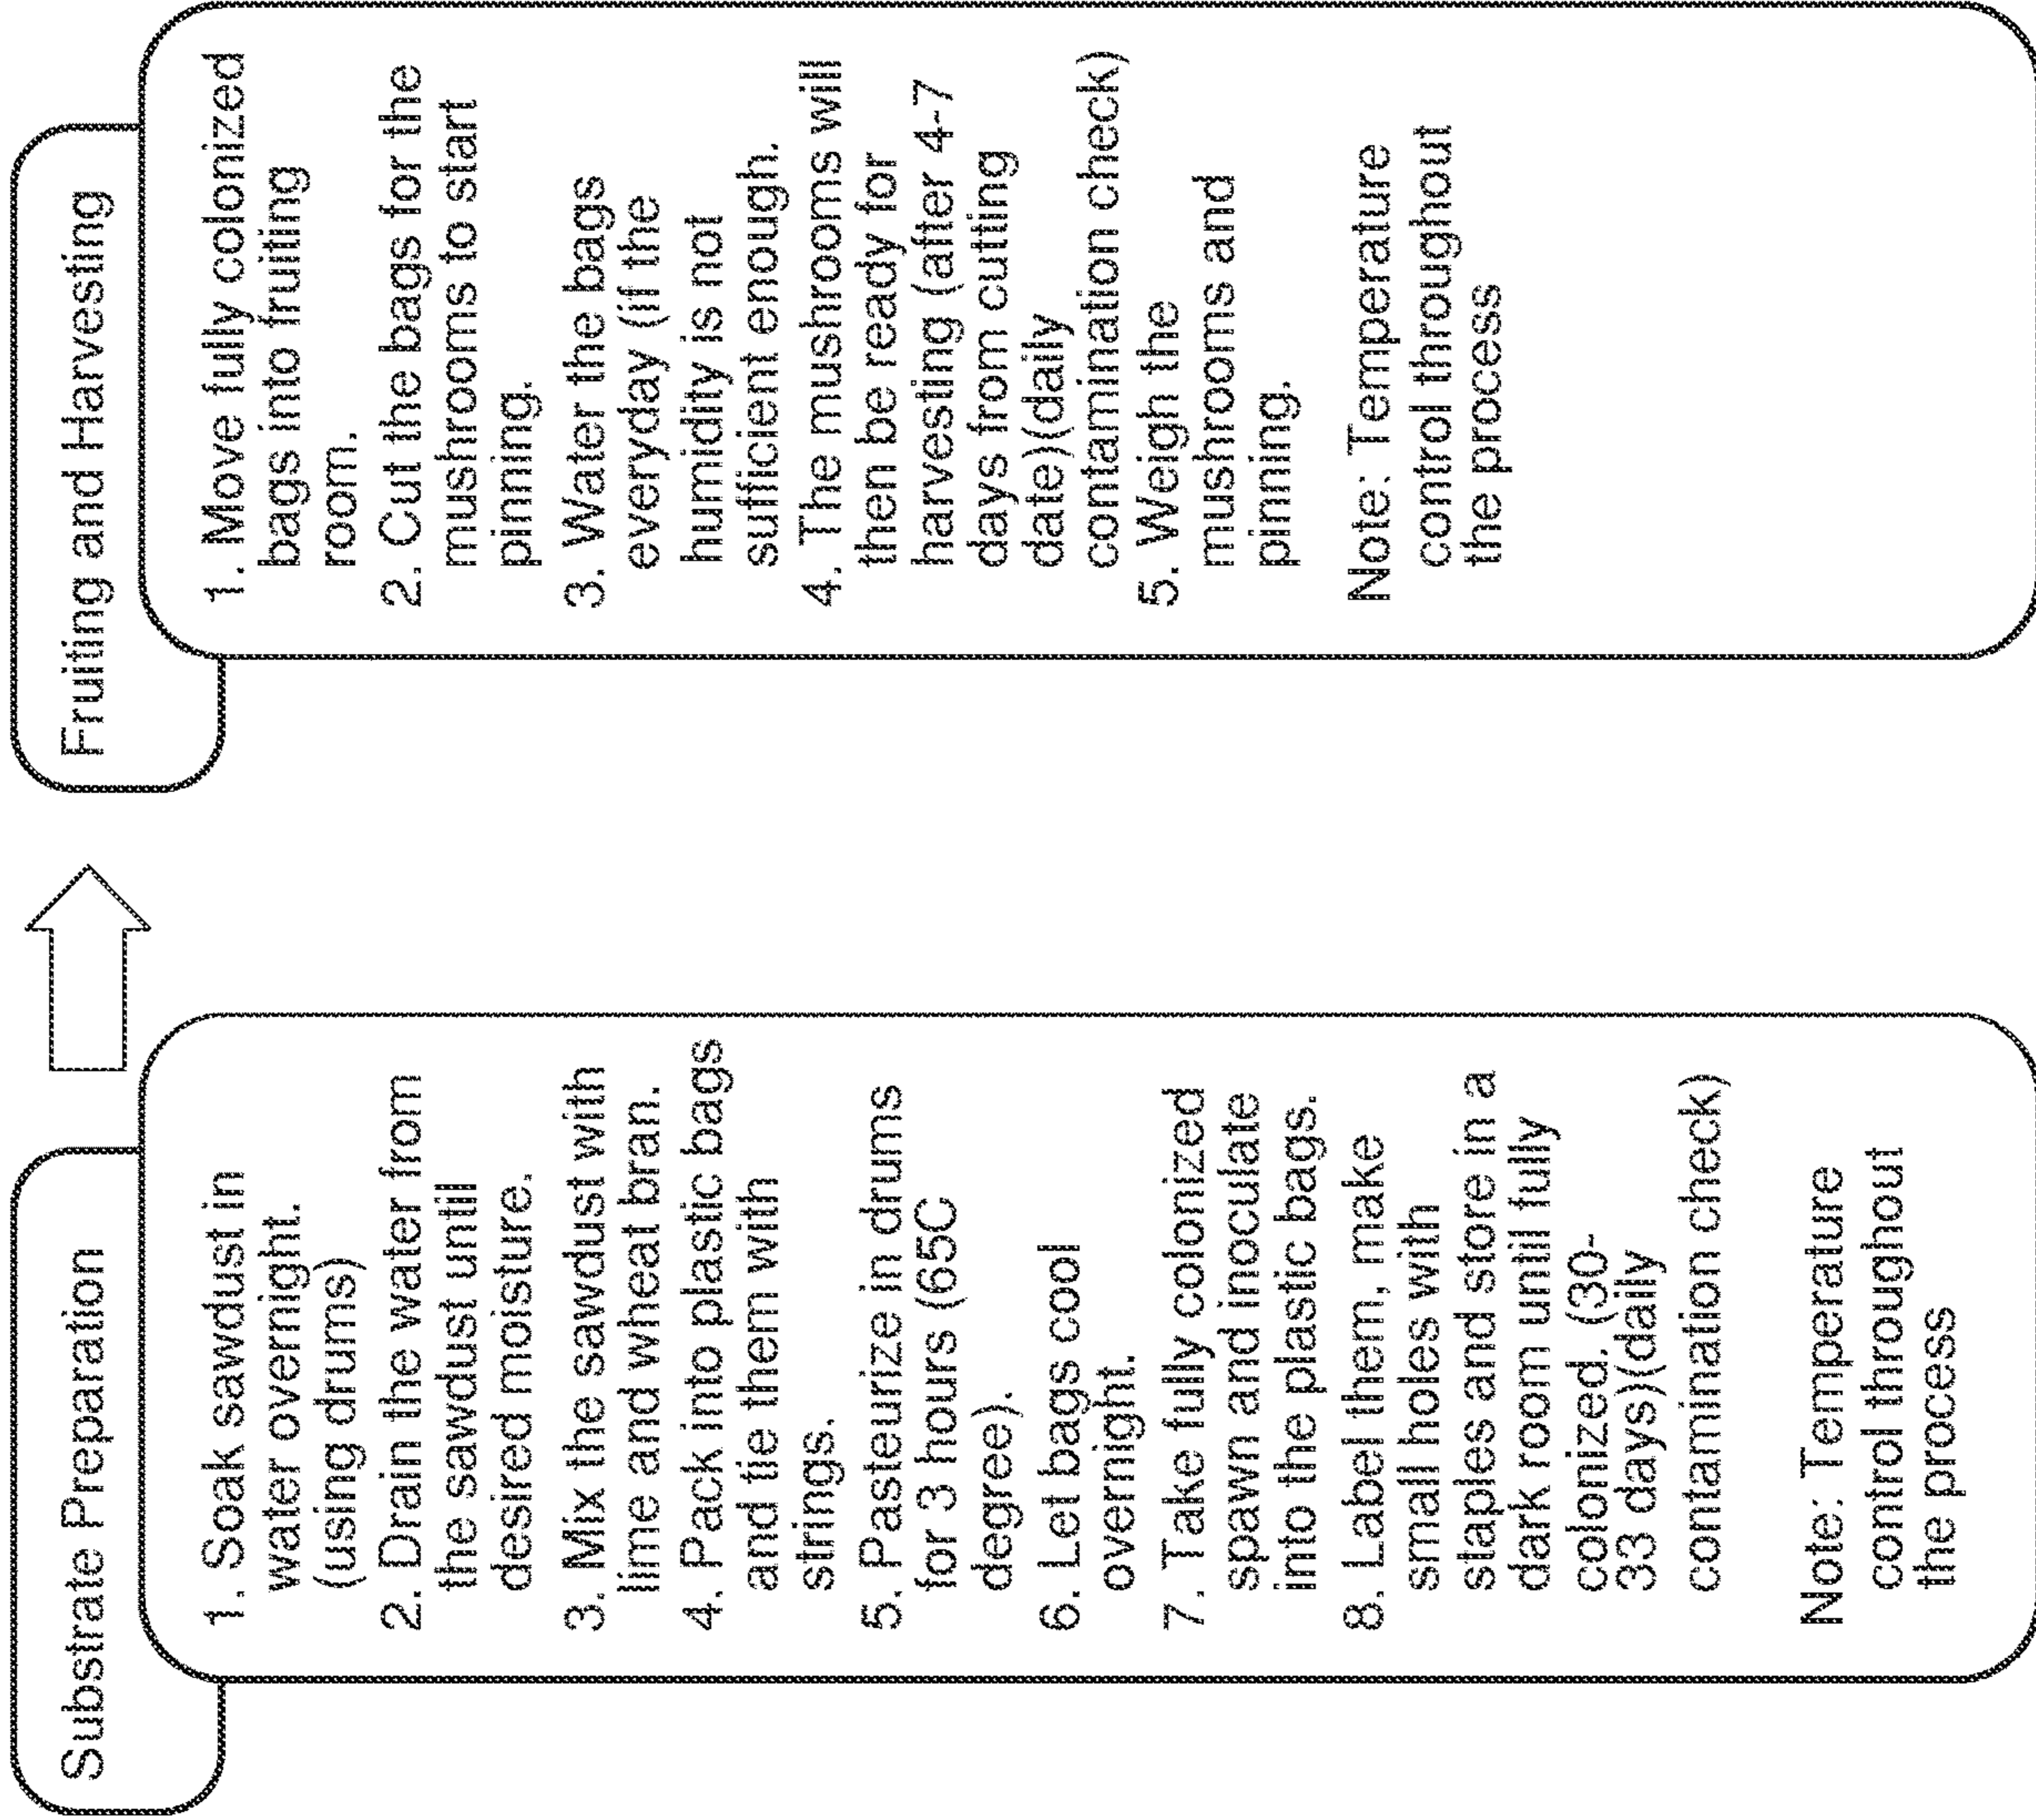 Substrate Preparation
1. Soak sawdust in
water overnight.
(using drums)
2. Drain the water from
the sawdust until
desired moisture.
3. Mix the sawdust with
lime and wheat bran.
4. Pack into plastic bags
and tie them with
strings.
5. Pasteurize in drums
for 3 hours (65C
degree).
6. Let bags cool
overnight.
7. Take fully colonized
spawn and inoculate
into the plastic bags.
8. Label them, make
small holes with
staples and store in a
dark room until fully
colonized. (30-
33 days)(daily
contamination check)
Note: Temperature
control throughout
the process
Fruiting and Harvesting
1. Move fully colonized
bags into fruiting
room.
2. Cut the bags for the
mushrooms to start
pinning.
3. Water the bags
everyday (if the
humidity is not
sufficient enough.
4. The mushrooms will
then be ready for
harvesting (after 4-7
days from cutting
date)(daily
contamination check)
5. Weigh the
mushrooms and
pinning.
Note: Temperature
control throughout
the process